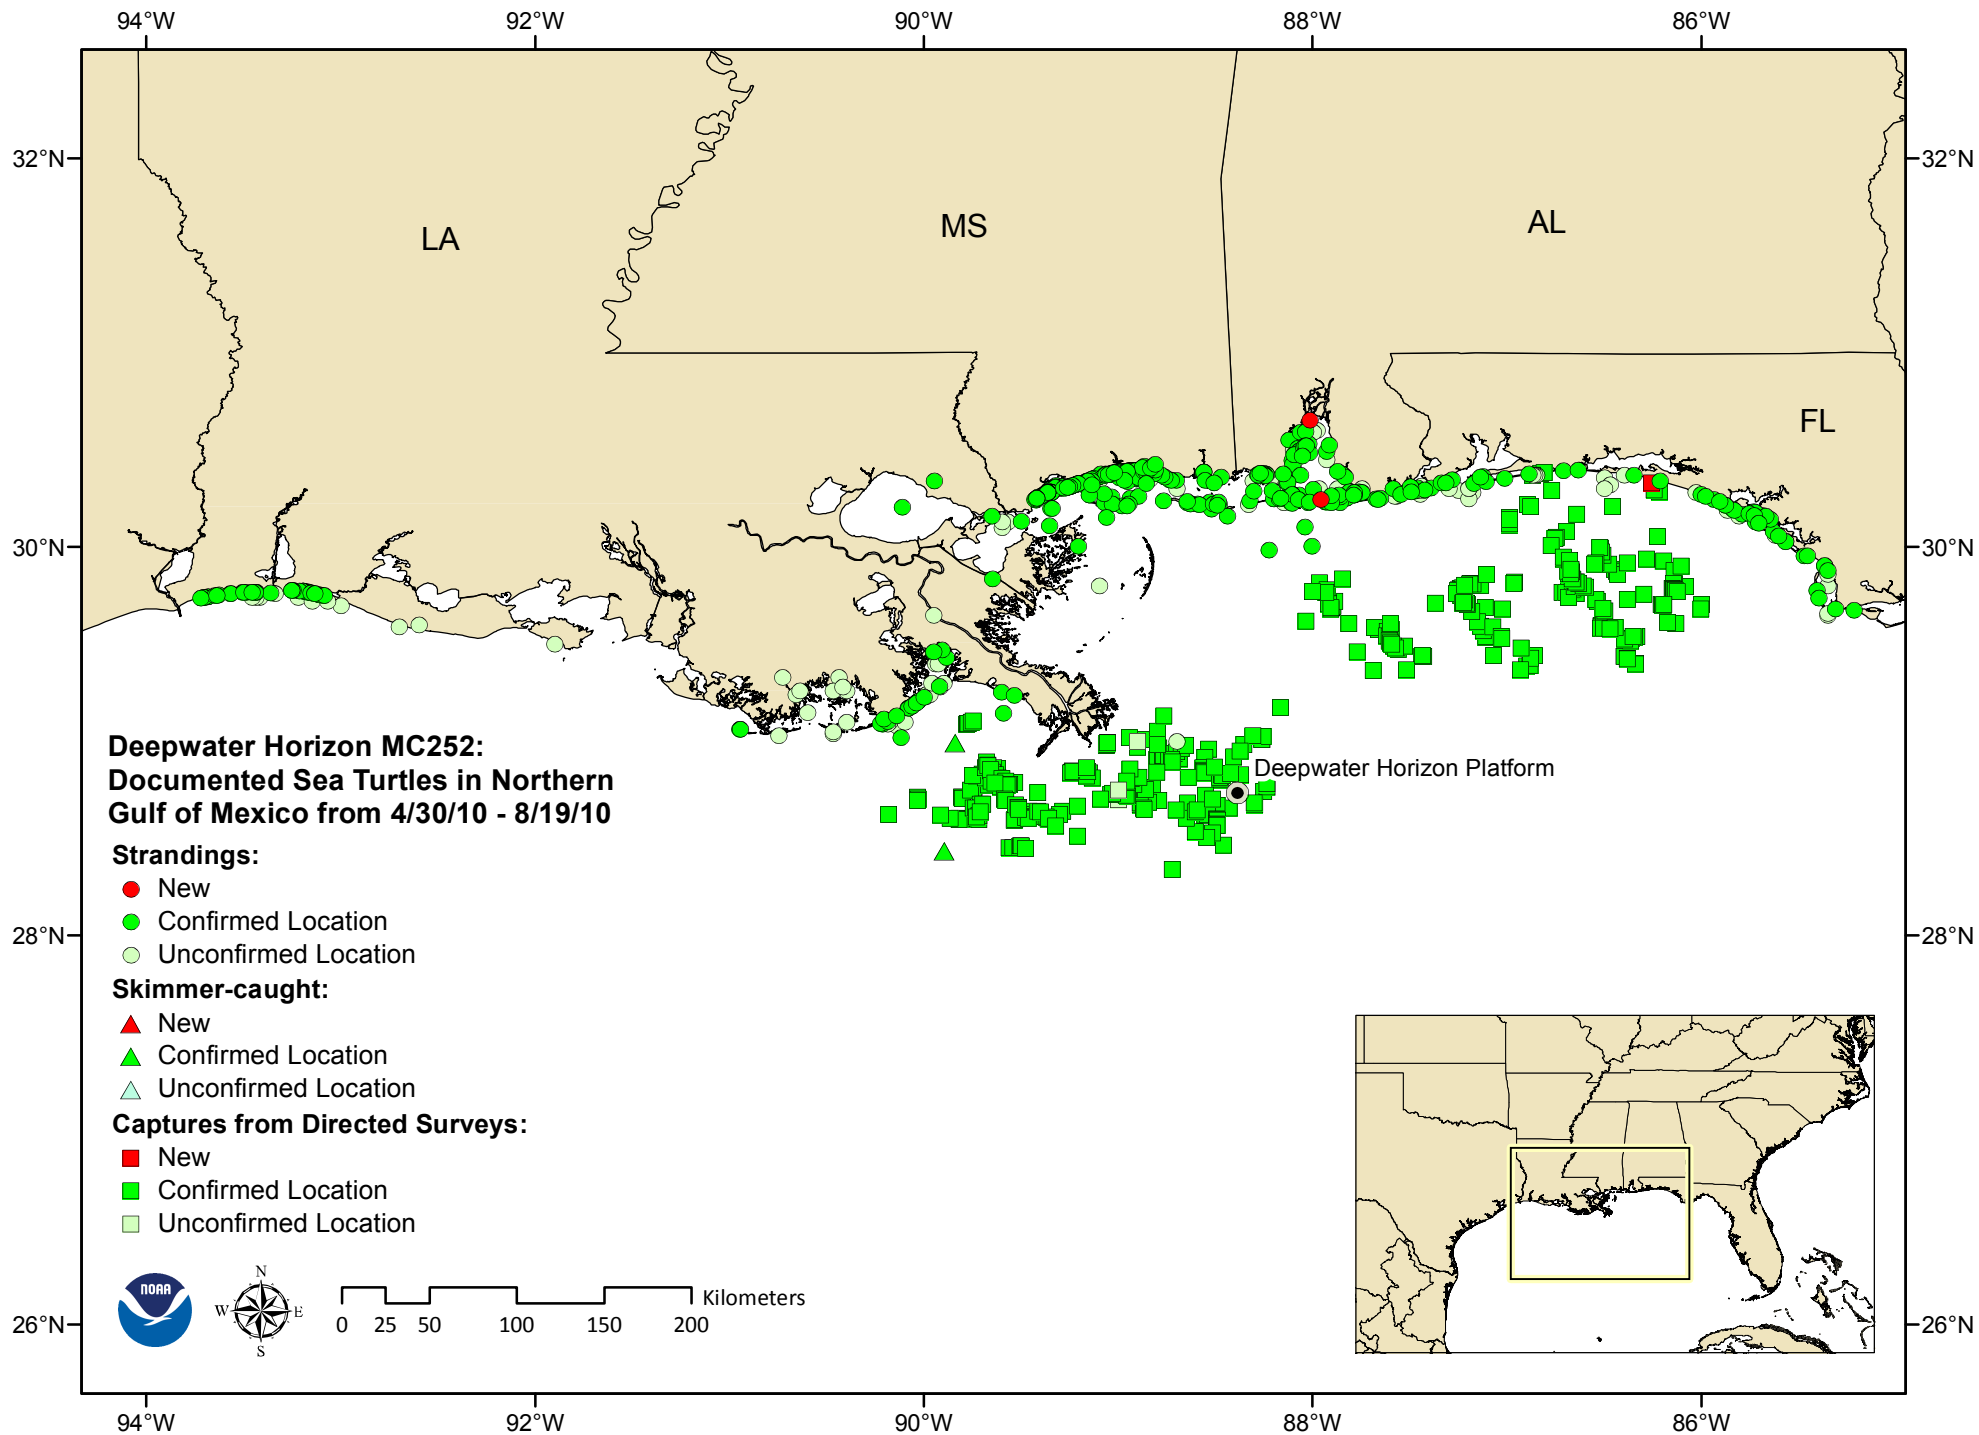 94°W 92°W 90°W 88°W 86°W
32°N 32°N
LA MS AL
FL
30°N 30°N
Deepwater Horizon Platform
Deepwater Horizon MC252:
Documented Sea Turtles in Northern
Gulf of Mexico from 4/30/10 - 8/19/10
Strandings:
New
Confirmed Location
Unconfirmed Location
28°N 28°N
Skimmer-caught:
New
Confirmed Location
Unconfirmed Location
Captures from Directed Surveys:
New
Confirmed Location
Unconfirmed Location
NOAA
N
W E
S
Kilometers
0 25 50 100 150 200
26°N 26°N
94°W 92°W 90°W 88°W 86°W